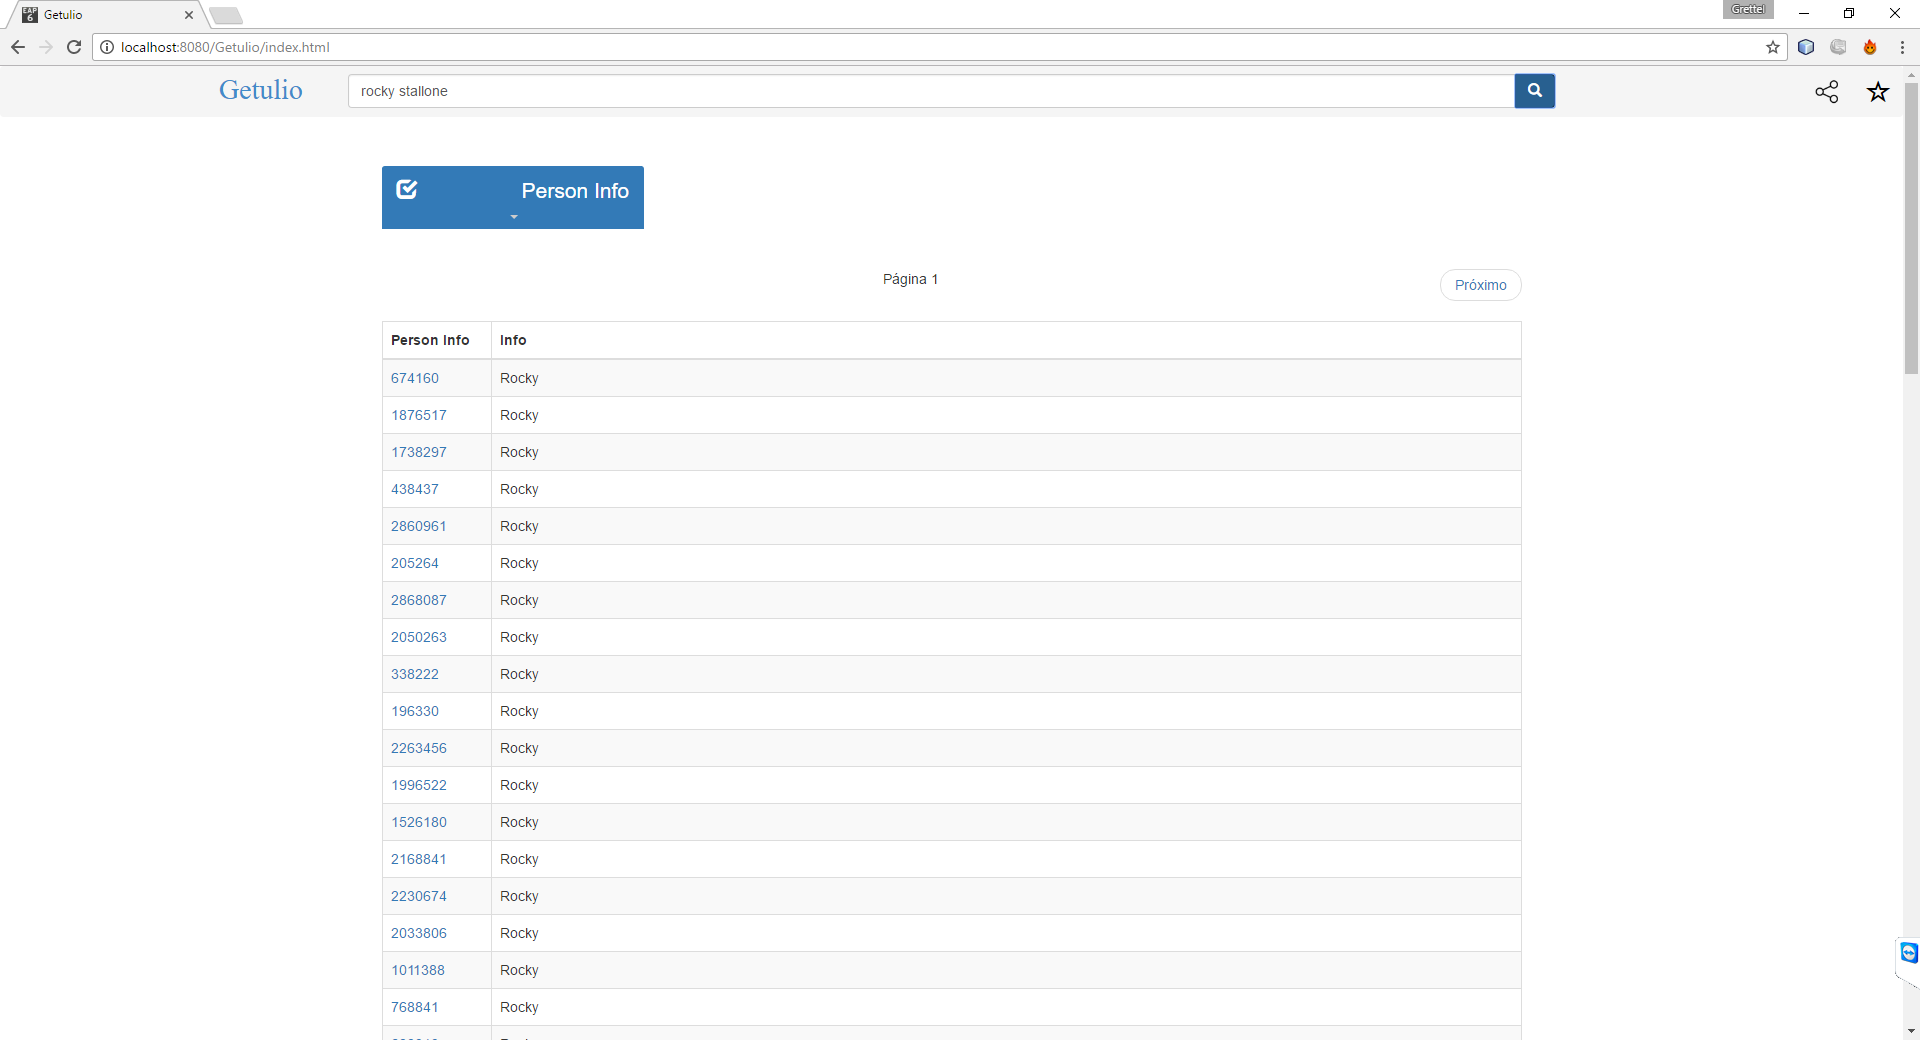 Getulio
Grettel
localhost:8080/Getulio/index.html
Getulio
rocky stallone
Person Info
Página 1
Próximo
Person Info Info
674160 Rocky
1876517 Rocky
1738297 Rocky
438437 Rocky
2860961 Rocky
205264 Rocky
2868087 Rocky
2050263 Rocky
338222 Rocky
196330 Rocky
2263456 Rocky
1996522 Rocky
1526180 Rocky
2168841 Rocky
2230674 Rocky
2033806 Rocky
1011388 Rocky
768841 Rocky